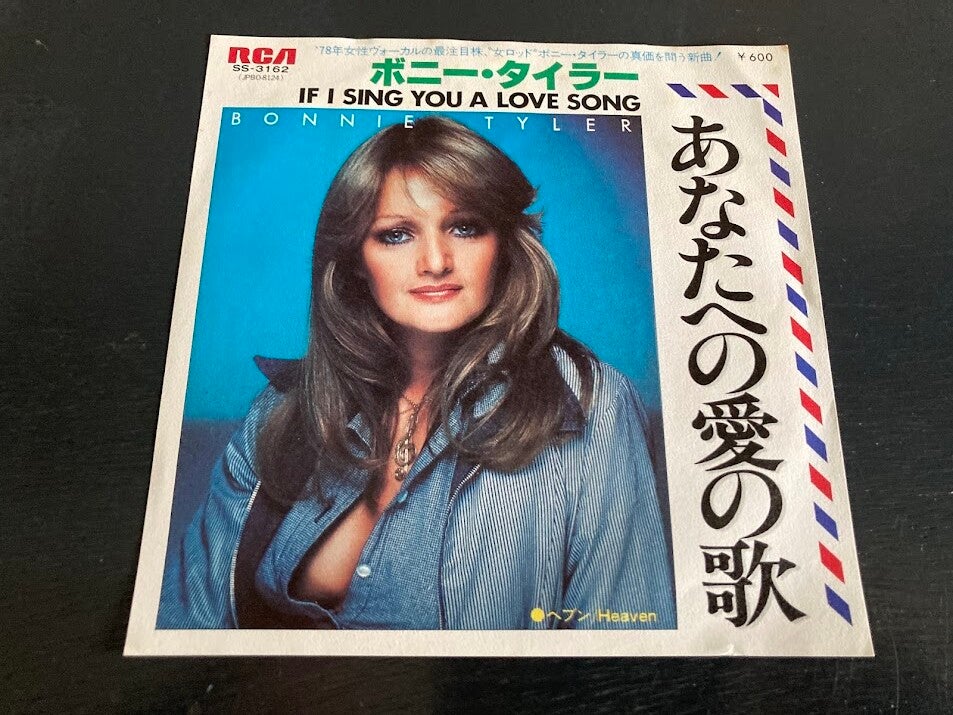 RCA
SS-3162
(JPBO-8124)
'78年女性ヴォーカルの最注目株、"女ロッド"ボニー・タイラーの真価を問う新曲!
¥600
ボニー・タイラー
IF I SING YOU A LOVE SONG
BONNIE TYLER
あなたへの愛の歌
●ヘブン/Heaven